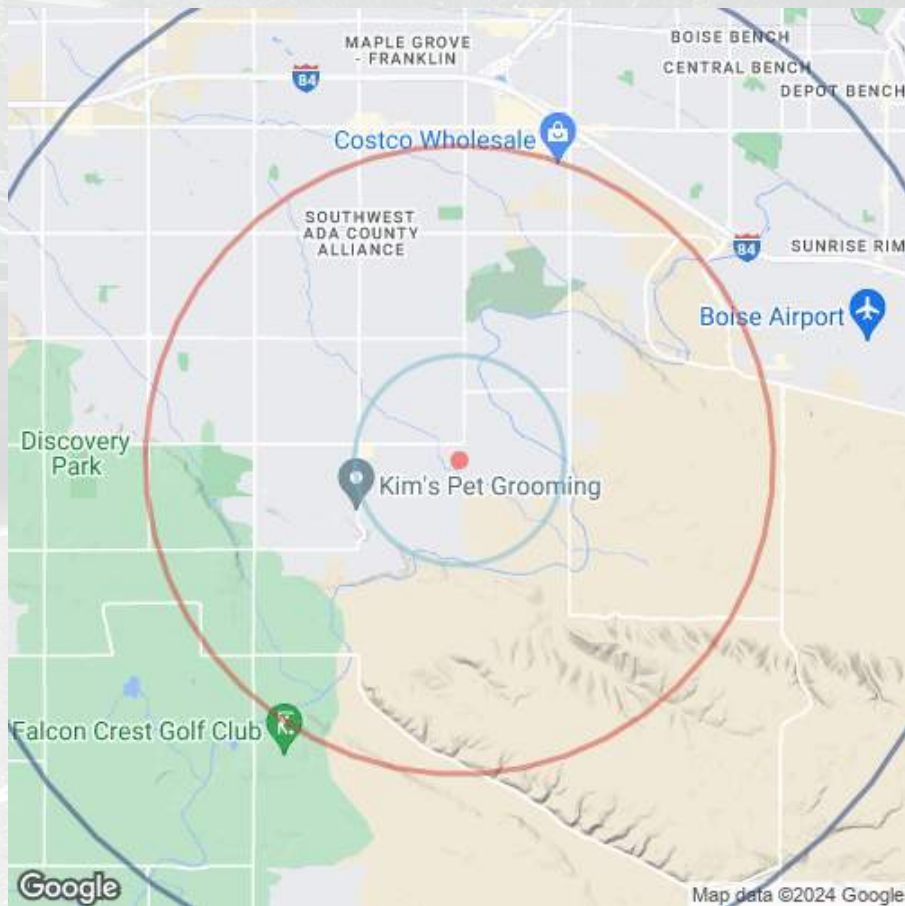 MAPLE GROVE
- FRANKLIN
BOISE BENCH
CENTRAL BENCH
DEPOT BENCH
84
Costco Wholesale
SOUTHWEST
ADA COUNTY
ALLIANCE
84
SUNRISE RIM
Boise Airport
Discovery
Park
Kim's Pet Grooming
Falcon Crest Golf Club
Google
Map data ©2024 Google